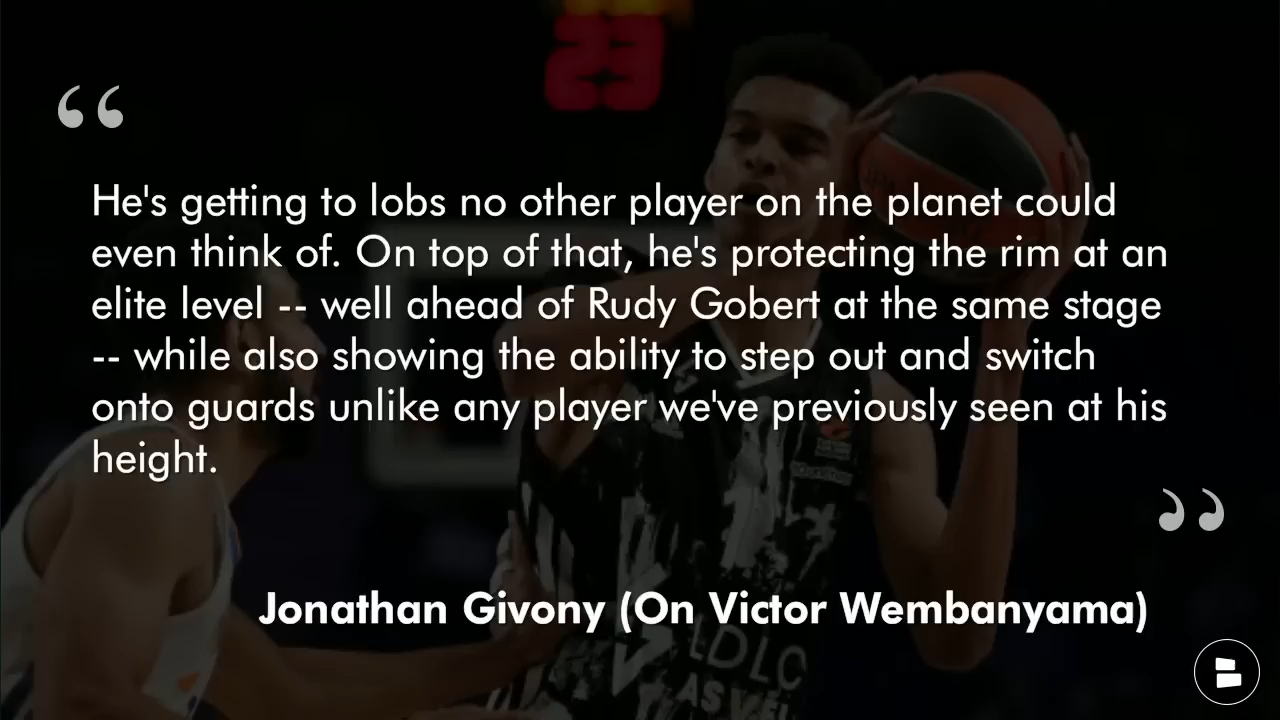 23
“
He's getting to lobs no other player on the planet could
even think of. On top of that, he's protecting the rim at an
elite level -- well ahead of Rudy Gobert at the same stage
-- while also showing the ability to step out and switch
onto guards unlike any player we've previously seen at his
height.
”
Jonathan Givony (On Victor Wembanyama)
LDLC
ASVEL